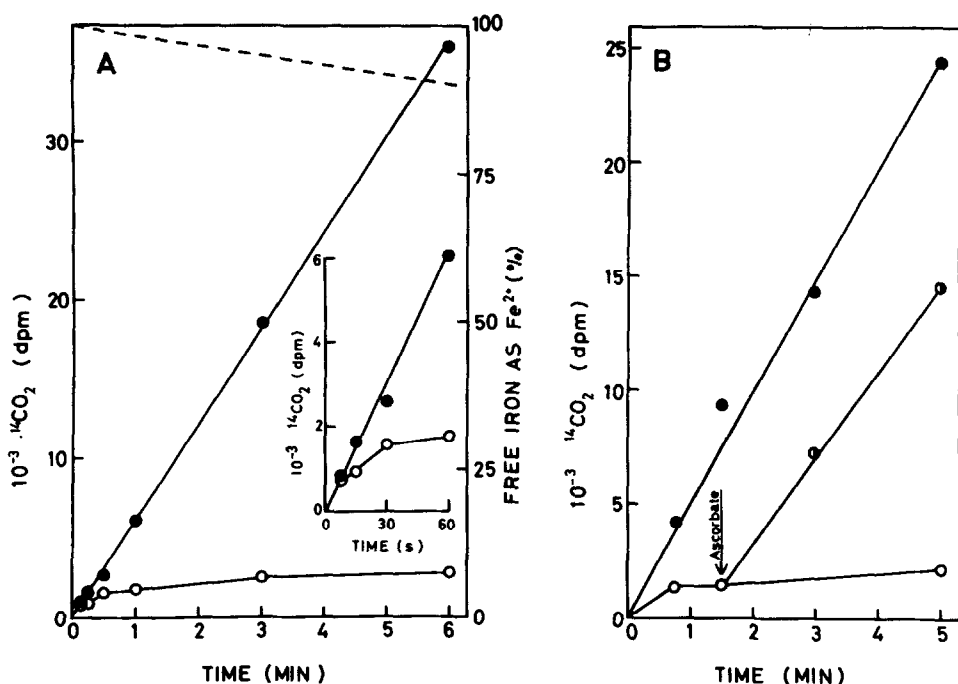 A
10⁻³ · ¹⁴CO₂ (dpm)
30
20
10
0
0 1 2 3 4 5 6
TIME (MIN)
100
75
50
25
0
FREE IRON AS Fe²⁺ (%)
10⁻³ ¹⁴CO₂ (dpm)
6
4
2
0
0 30 60
TIME (s)
B
10⁻³ ¹⁴CO₂ (dpm)
25
20
15
10
5
0
Ascorbate
0 1 2 3 4 5
TIME (MIN)